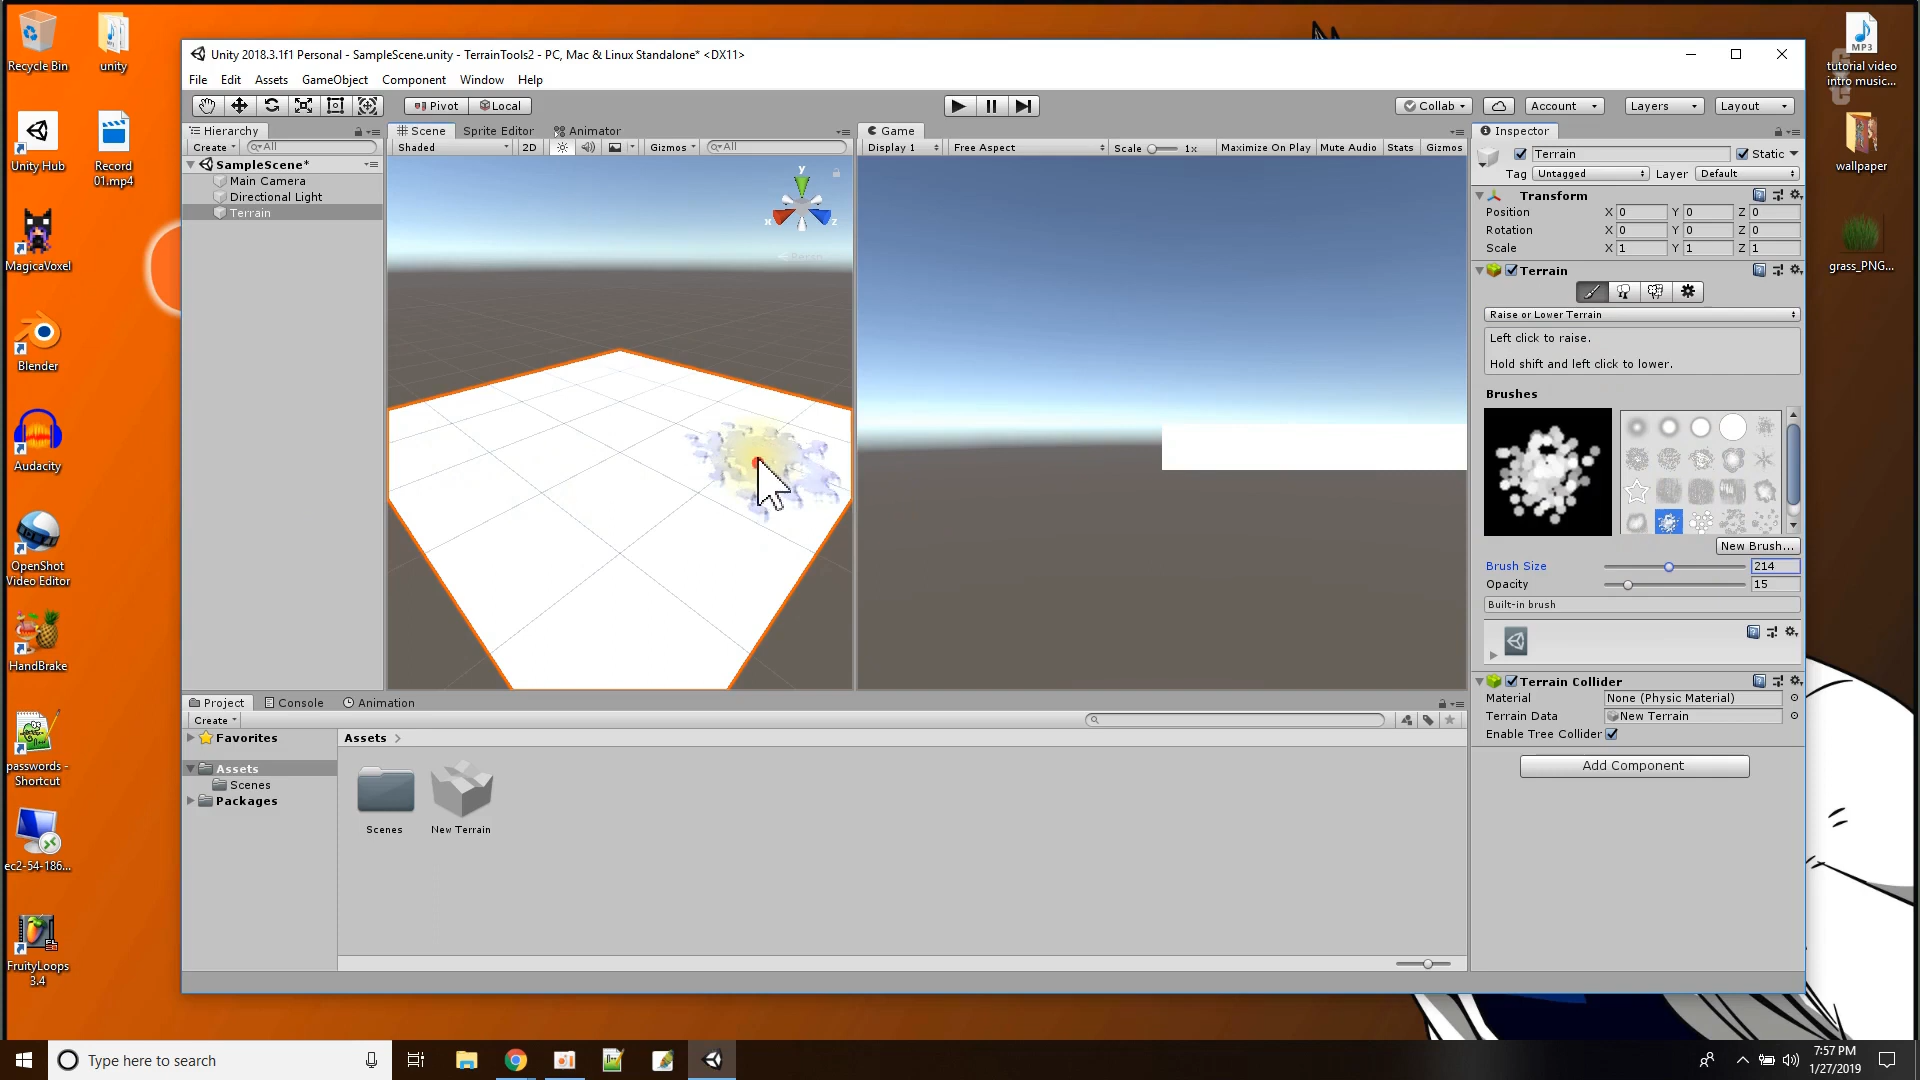 Recycle Bin
unity
Unity Hub
Record
01.mp4
MagicaVoxel
Blender
Audacity
OpenShot
Video Editor
HandBrake
passwords -
Shortcut
ec2-54-186...
FruityLoops
3.4
Unity 2018.3.1f1 Personal - SampleScene.unity - TerrainTools2 - PC, Mac & Linux Standalone* <DX11>
File Edit Assets GameObject Component Window Help
Pivot Local
Collab Account Layers Layout
Hierarchy
Create All
SampleScene*
Main Camera
Directional Light
Terrain
Scene Sprite Editor Animator
Shaded 2D Gizmos All
y
x z
Persp
Game
Display 1 Free Aspect Scale 1x Maximize On Play Mute Audio Stats Gizmos
Inspector
Terrain Static
Tag Untagged Layer Default
Transform
Position X 0 Y 0 Z 0
Rotation X 0 Y 0 Z 0
Scale X 1 Y 1 Z 1
Terrain
Raise or Lower Terrain
Left click to raise.
Hold shift and left click to lower.
Brushes
New Brush...
Brush Size 214
Opacity 15
Built-in brush
Terrain Collider
Material None (Physic Material)
Terrain Data New Terrain
Enable Tree Collider
Add Component
Project Console Animation
Create
Favorites
Assets
Scenes
Packages
Assets
Scenes
New Terrain
MP3
tutorial video
intro music...
wallpaper
grass_PNG...
Type here to search
7:57 PM
1/27/2019